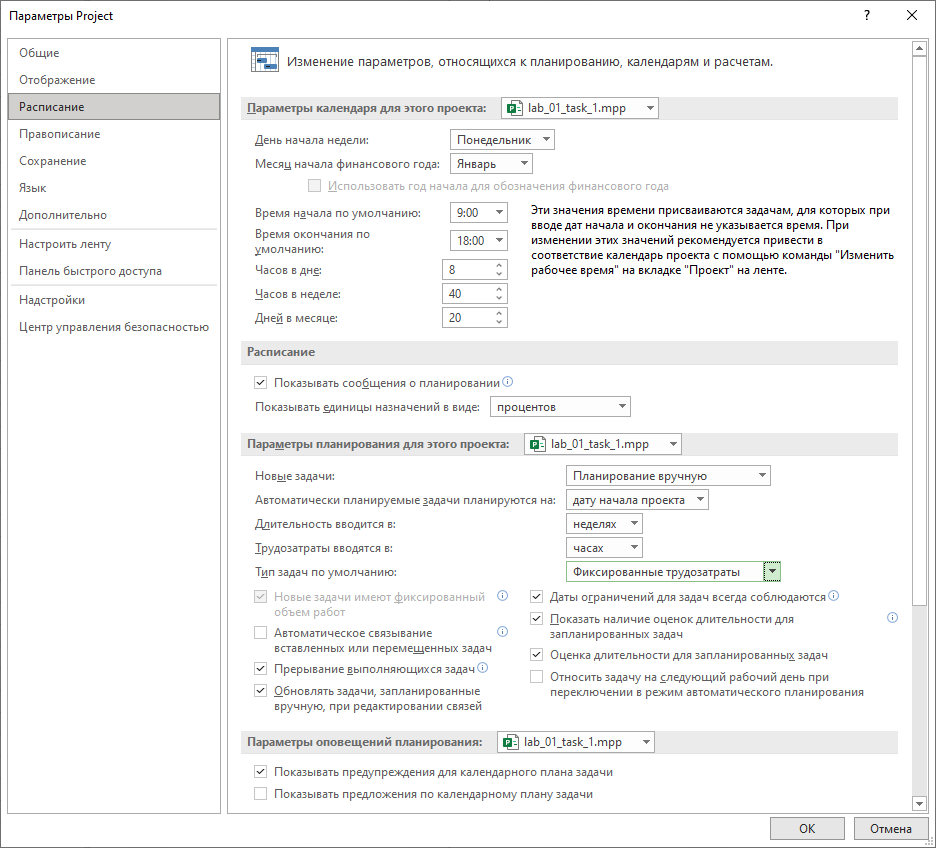 Параметры Project
?
Общие
Отображение
Расписание
Правописание
Сохранение
Язык
Дополнительно
Настроить ленту
Панель быстрого доступа
Надстройки
Центр управления безопасностью
Изменение параметров, относящихся к планированию, календарям и расчетам.
Параметры календаря для этого проекта: lab_01_task_1.mpp
День начала недели: Понедельник
Месяц начала финансового года: Январь
Использовать год начала для обозначения финансового года
Время начала по умолчанию: 9:00
Время окончания по
умолчанию: 18:00
Эти значения времени присваиваются задачам, для которых при
вводе дат начала и окончания не указывается время. При
изменении этих значений рекомендуется привести в
соответствие календарь проекта с помощью команды "Изменить
рабочее время" на вкладке "Проект" на ленте.
Часов в дне: 8
Часов в неделе: 40
Дней в месяце: 20
Расписание
Показывать сообщения о планировании
Показывать единицы назначений в виде: процентов
Параметры планирования для этого проекта: lab_01_task_1.mpp
Новые задачи: Планирование вручную
Автоматически планируемые задачи планируются на: дату начала проекта
Длительность вводится в: неделях
Трудозатраты вводятся в: часах
Тип задач по умолчанию: Фиксированные трудозатраты
Новые задачи имеют фиксированный
объем работ
Автоматическое связывание
вставленных или перемещенных задач
Прерывание выполняющихся задач
Обновлять задачи, запланированные
вручную, при редактировании связей
Даты ограничений для задач всегда соблюдаются
Показать наличие оценок длительности для
запланированных задач
Оценка длительности для запланированных задач
Относить задачу на следующий рабочий день при
переключении в режим автоматического планирования
Параметры оповещений планирования: lab_01_task_1.mpp
Показывать предупреждения для календарного плана задачи
Показывать предложения по календарному плану задачи
ОК
Отмена